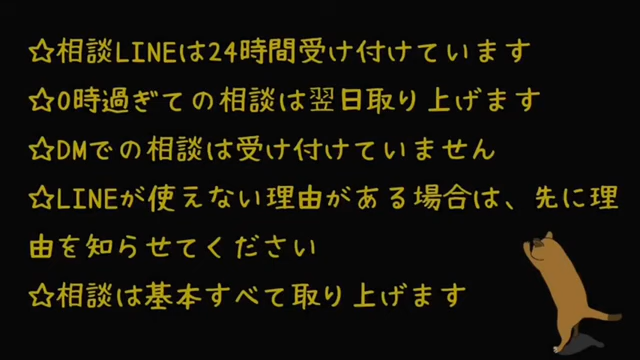 ☆相談LINEは24時間受け付けています
☆0時過ぎての相談は翌日取り上げます
☆DMでの相談は受け付けていません
☆LINEが使えない理由がある場合は、先に理
由を知らせてください
☆相談は基本すべて取り上げます